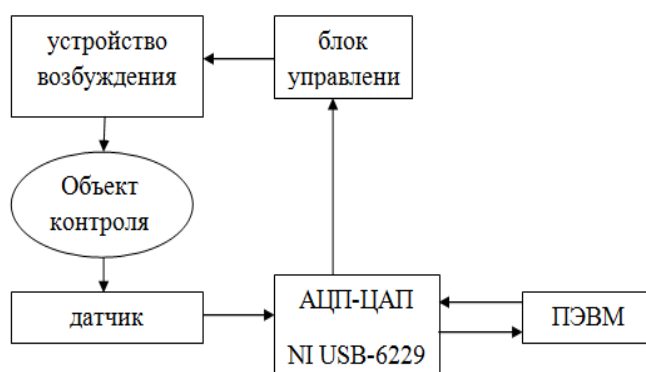 устройство
возбуждения
блок
управлени
Объект
контроля
датчик
АЦП-ЦАП
NI USB-6229
ПЭВМ